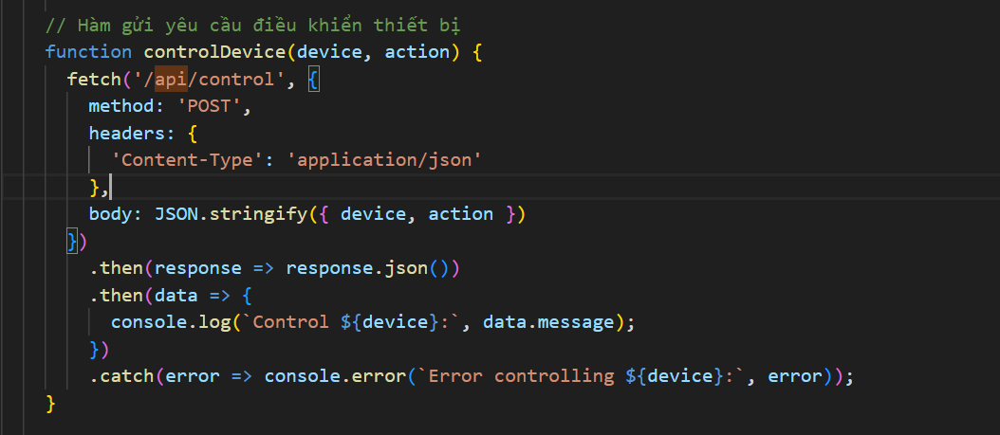 // Hàm gửi yêu cầu điều khiển thiết bị
function controlDevice(device, action) {
  fetch('/api/control', {
    method: 'POST',
    headers: {
      'Content-Type': 'application/json'
    },
    body: JSON.stringify({ device, action })
  })
    .then(response => response.json())
    .then(data => {
      console.log(`Control ${device}:`, data.message);
    })
    .catch(error => console.error(`Error controlling ${device}:`, error));
}